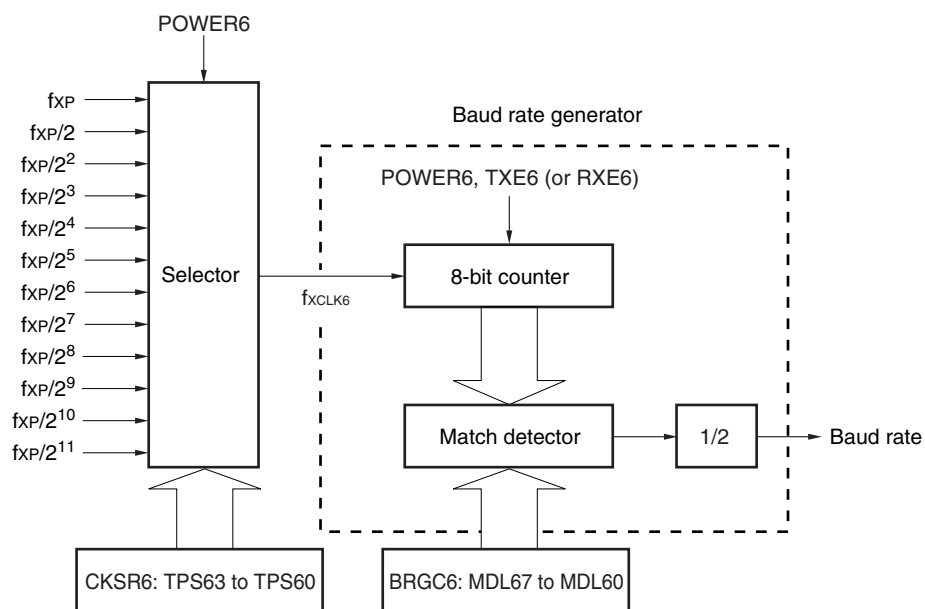 POWER6
fXP
fXP/2
fXP/2²
fXP/2³
fXP/2⁴
fXP/2⁵
fXP/2⁶
fXP/2⁷
fXP/2⁸
fXP/2⁹
fXP/2¹⁰
fXP/2¹¹
Selector
fXCLK6
Baud rate generator
POWER6, TXE6 (or RXE6)
8-bit counter
Match detector
1/2
Baud rate
CKSR6: TPS63 to TPS60
BRGC6: MDL67 to MDL60